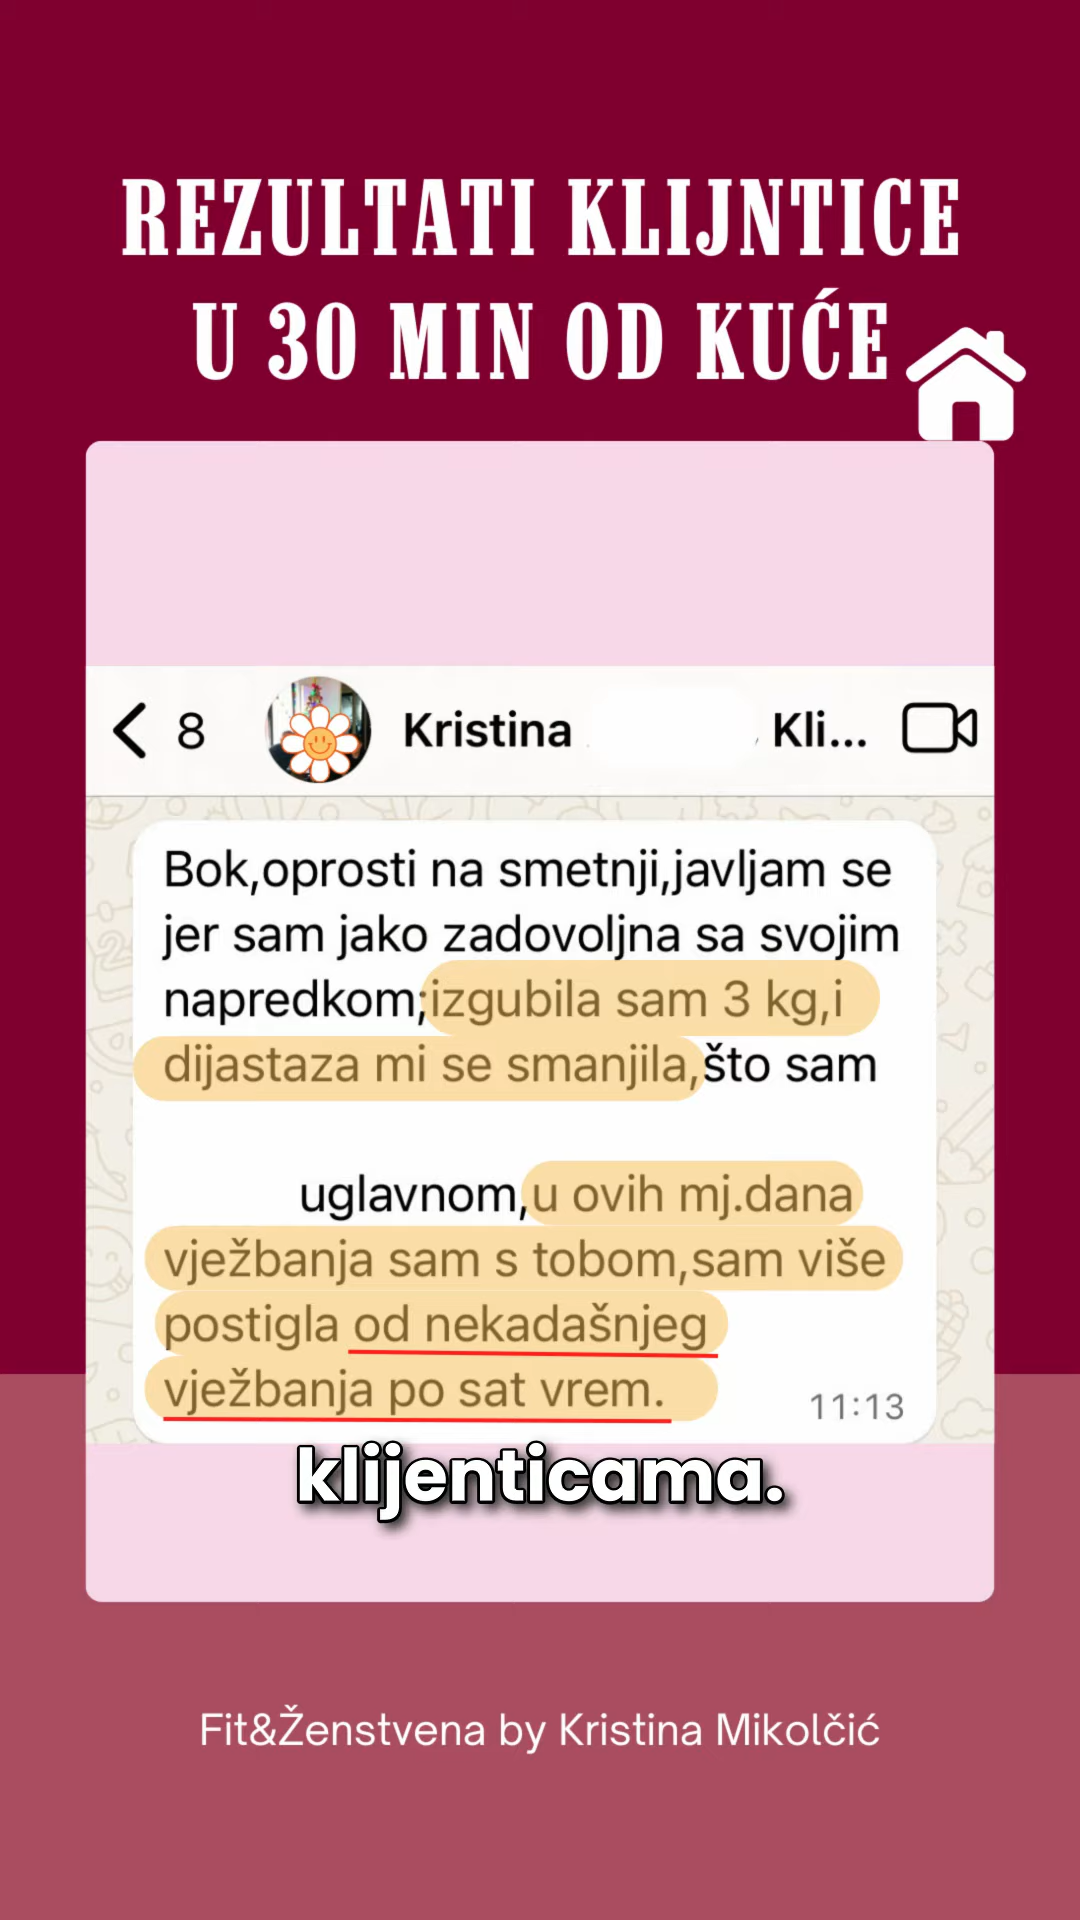 REZULTATI KLIJNTICE
U 30 MIN OD KUĆE
8 Kristina Kli...
Bok,oprosti na smetnji,javljam se
jer sam jako zadovoljna sa svojim
napredkom;izgubila sam 3 kg,i
dijastaza mi se smanjila,što sam
uglavnom,u ovih mj.dana
vježbanja sam s tobom,sam više
postigla od nekadašnjeg
vježbanja po sat vrem.
11:13
klijenticama.
Fit&Ženstvena by Kristina Mikolčić